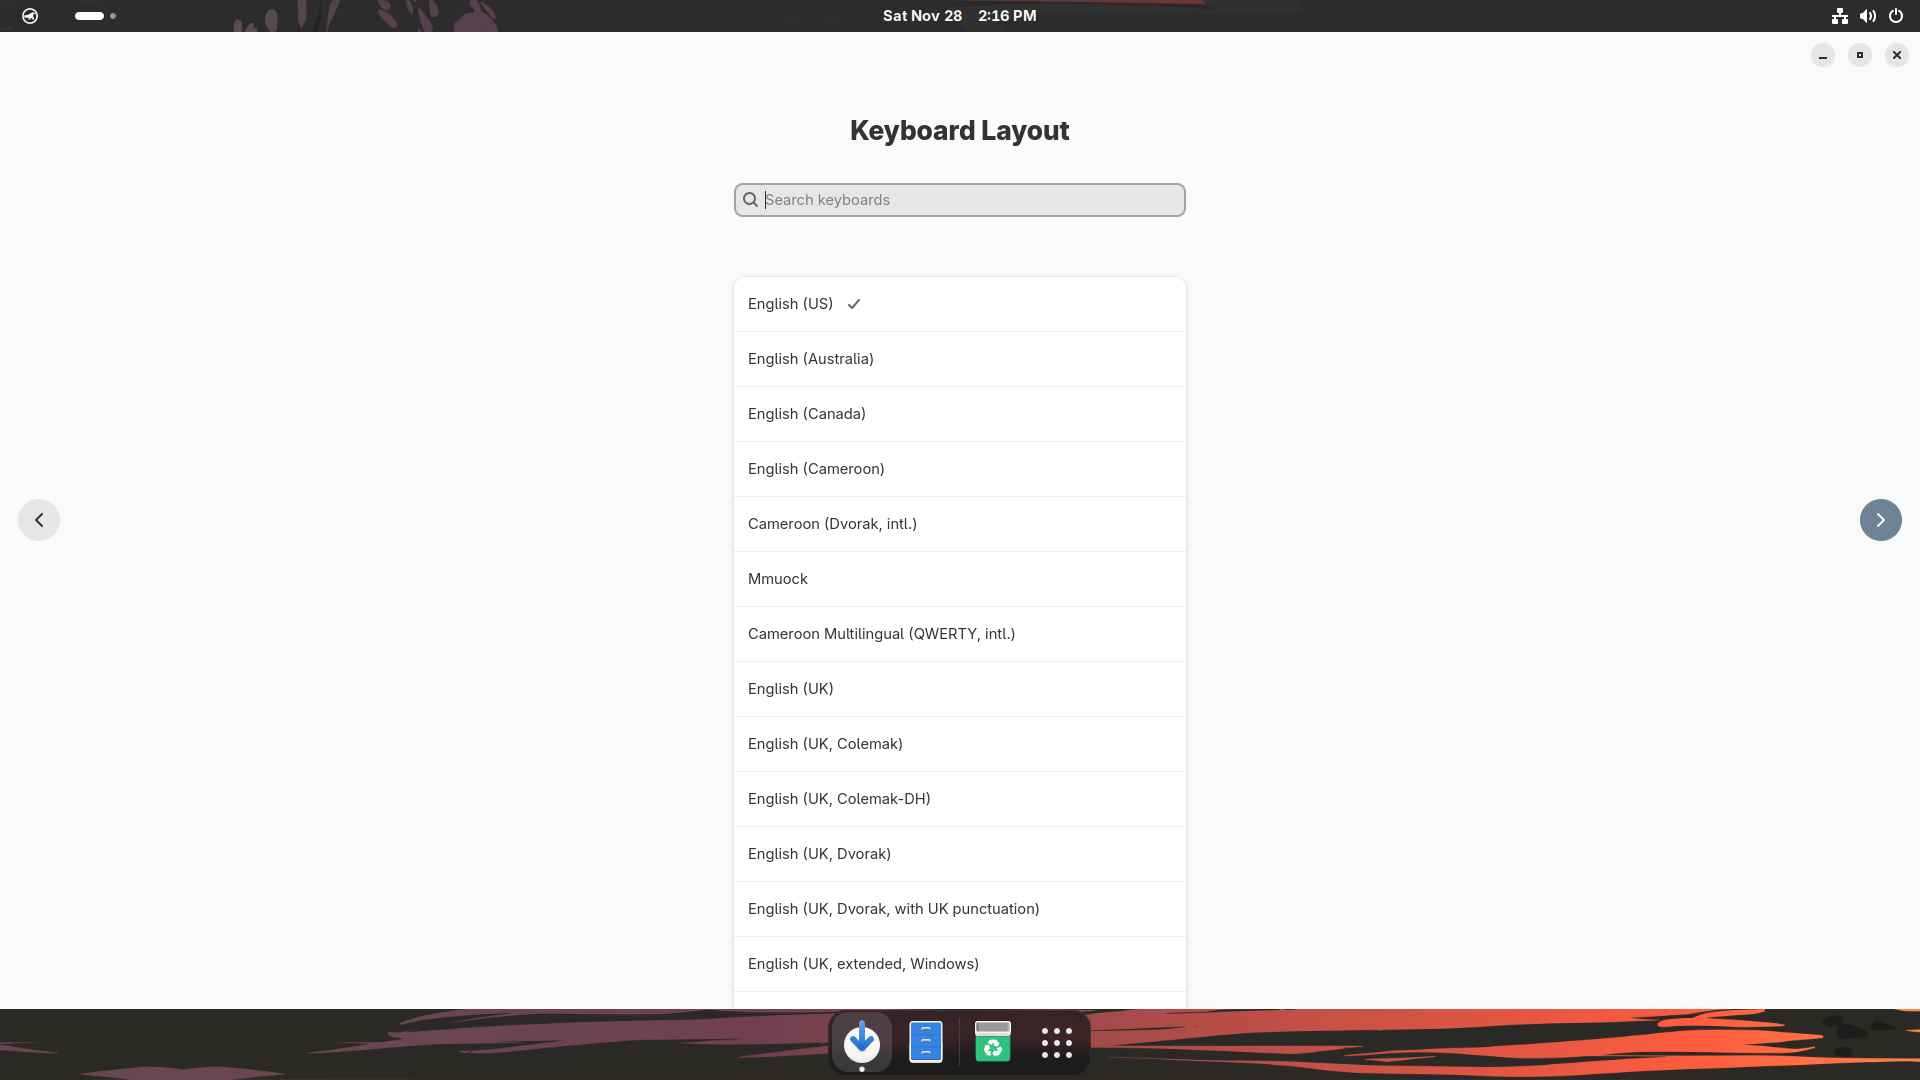 Sat Nov 28 2:16 PM
Keyboard Layout
Search keyboards
English (US)
English (Australia)
English (Canada)
English (Cameroon)
Cameroon (Dvorak, intl.)
Mmuock
Cameroon Multilingual (QWERTY, intl.)
English (UK)
English (UK, Colemak)
English (UK, Colemak-DH)
English (UK, Dvorak)
English (UK, Dvorak, with UK punctuation)
English (UK, extended, Windows)